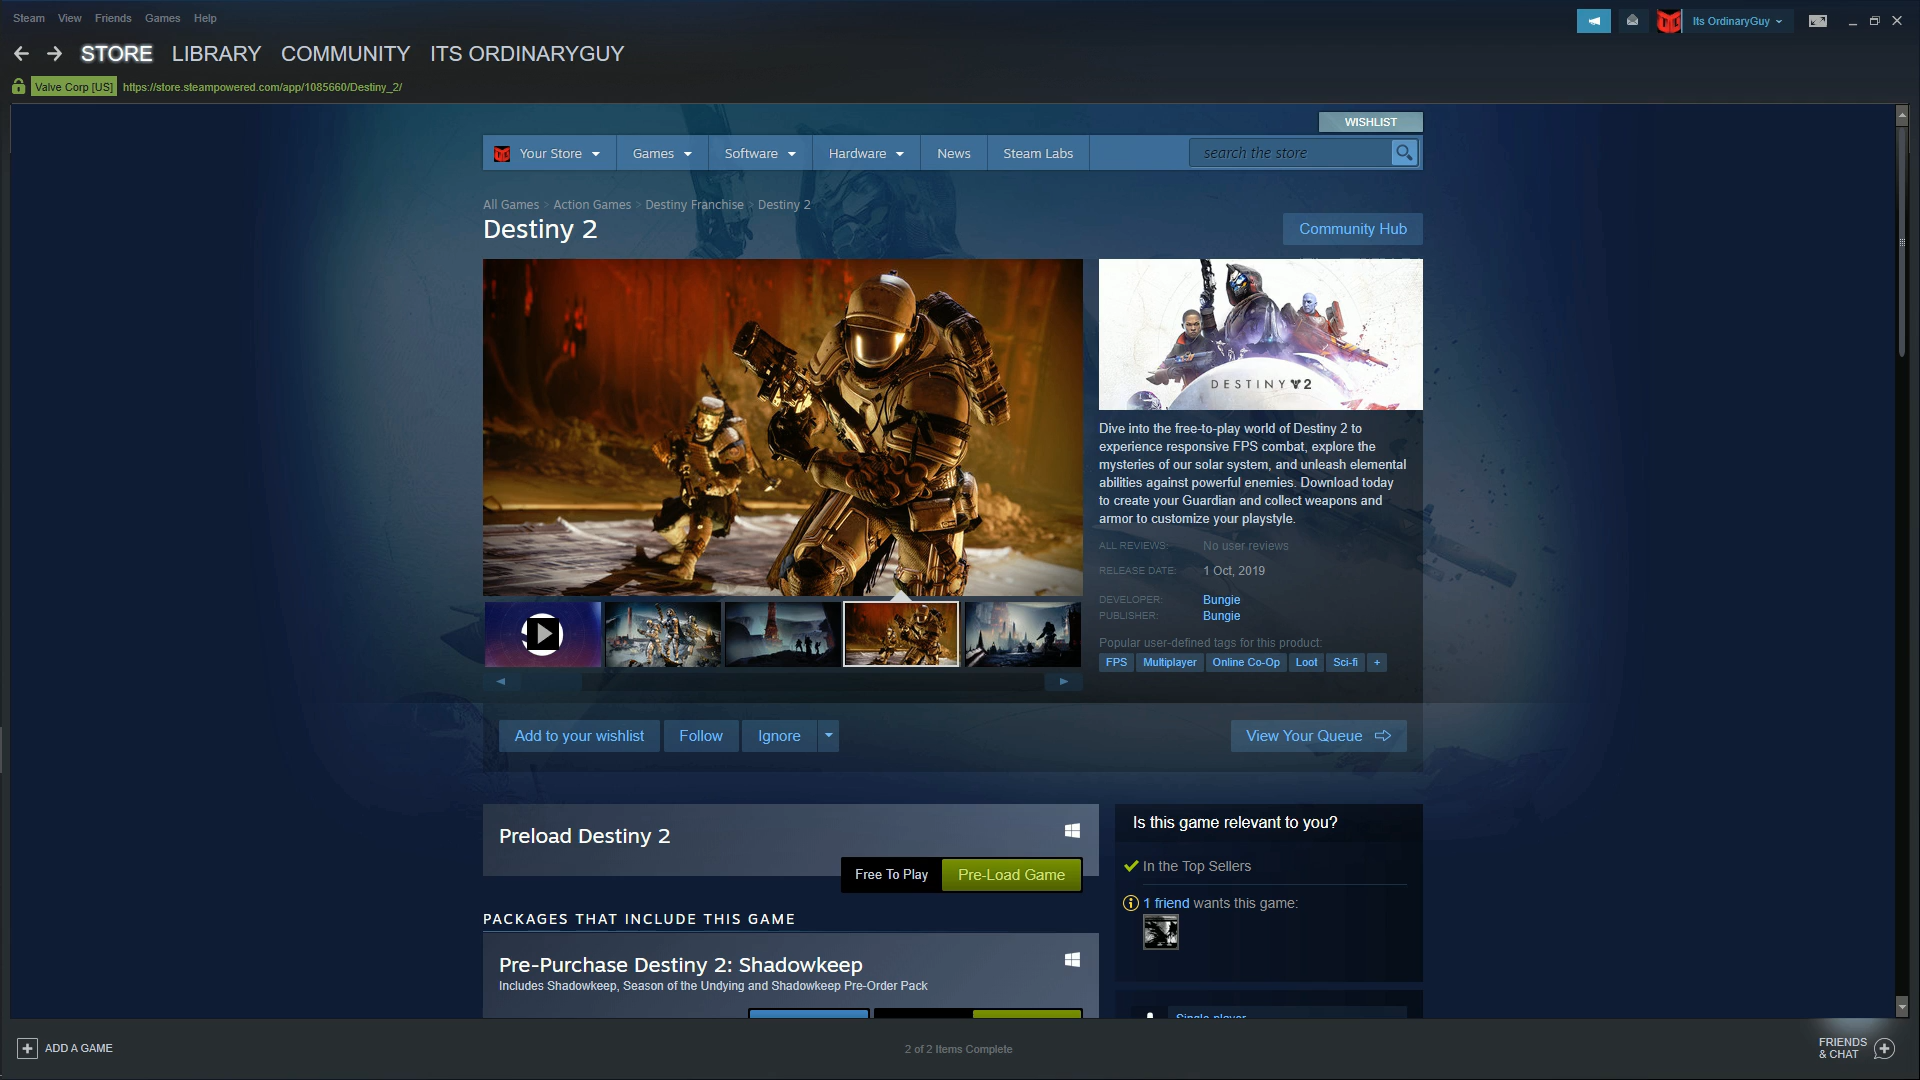 Steam View Friends Games Help
Its OrdinaryGuy
STORE LIBRARY COMMUNITY ITS ORDINARYGUY
Valve Corp [US] https://store.steampowered.com/app/1085660/Destiny_2/
WISHLIST
Your Store Games Software Hardware News Steam Labs search the store
All Games > Action Games > Destiny Franchise > Destiny 2
Destiny 2
Community Hub
DESTINY 2
Dive into the free-to-play world of Destiny 2 to
experience responsive FPS combat, explore the
mysteries of our solar system, and unleash elemental
abilities against powerful enemies. Download today
to create your Guardian and collect weapons and
armor to customize your playstyle.
ALL REVIEWS: No user reviews
RELEASE DATE: 1 Oct, 2019
DEVELOPER: Bungie
PUBLISHER: Bungie
Popular user-defined tags for this product:
FPS Multiplayer Online Co-Op Loot Sci-fi +
Add to your wishlist Follow Ignore View Your Queue
Preload Destiny 2
Free To Play Pre-Load Game
Is this game relevant to you?
In the Top Sellers
1 friend wants this game:
PACKAGES THAT INCLUDE THIS GAME
Pre-Purchase Destiny 2: Shadowkeep
Includes Shadowkeep, Season of the Undying and Shadowkeep Pre-Order Pack
Single-player
ADD A GAME
2 of 2 Items Complete
FRIENDS
& CHAT